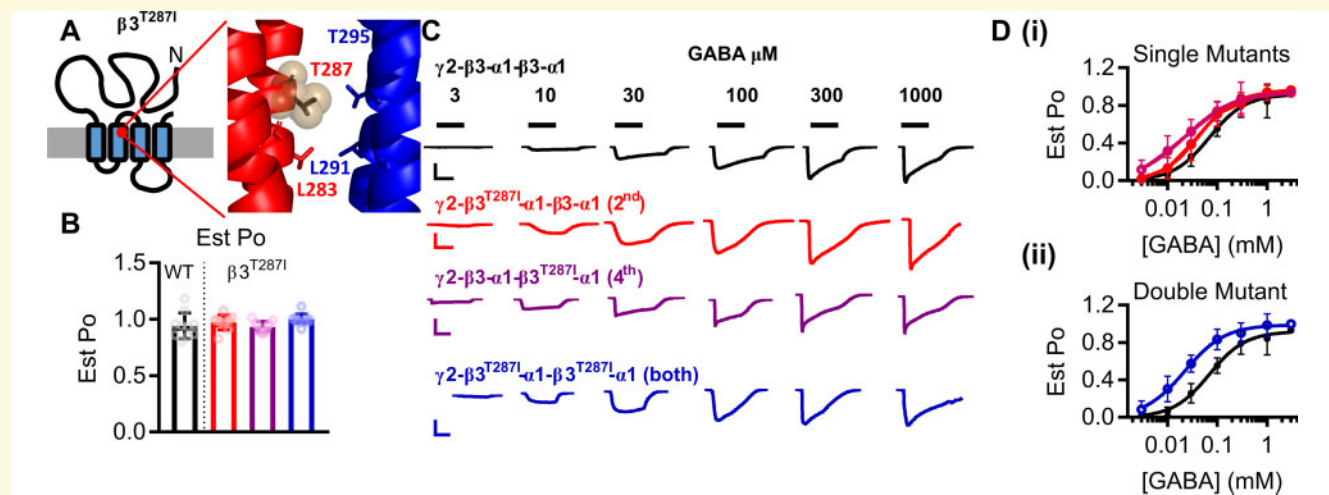 A
β3T287I
N
T295
T287
L291
L283
B
Est Po
WT
β3T287I
Est Po
1.5
1.0
0.5
0.0
C
GABA μM
γ2-β3-α1-β3-α1
3 10 30 100 300 1000
γ2-β3T287I-α1-β3-α1 (2nd)
γ2-β3-α1-β3T287I-α1 (4th)
γ2-β3T287I-α1-β3T287I-α1 (both)
D (i)
Single Mutants
Est Po
1.2
0.8
0.4
0.0
0.01 0.1 1
[GABA] (mM)
(ii)
Double Mutant
Est Po
1.2
0.8
0.4
0.0
0.01 0.1 1
[GABA] (mM)